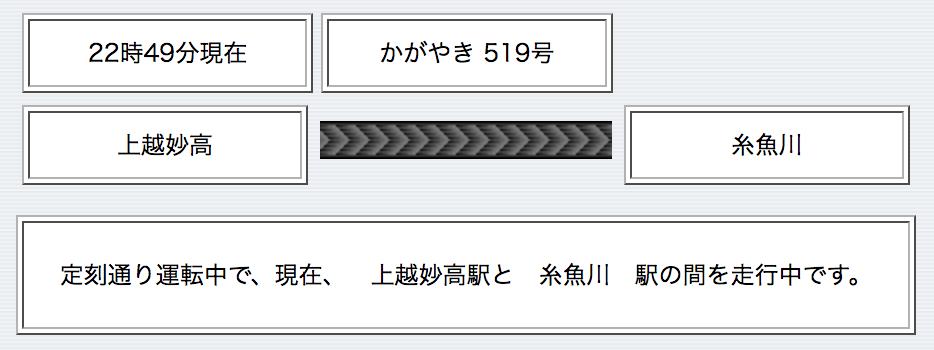 22時49分現在
かがやき 519号
上越妙高
糸魚川
定刻通り運転中で、現在、　上越妙高駅と　糸魚川　駅の間を走行中です。